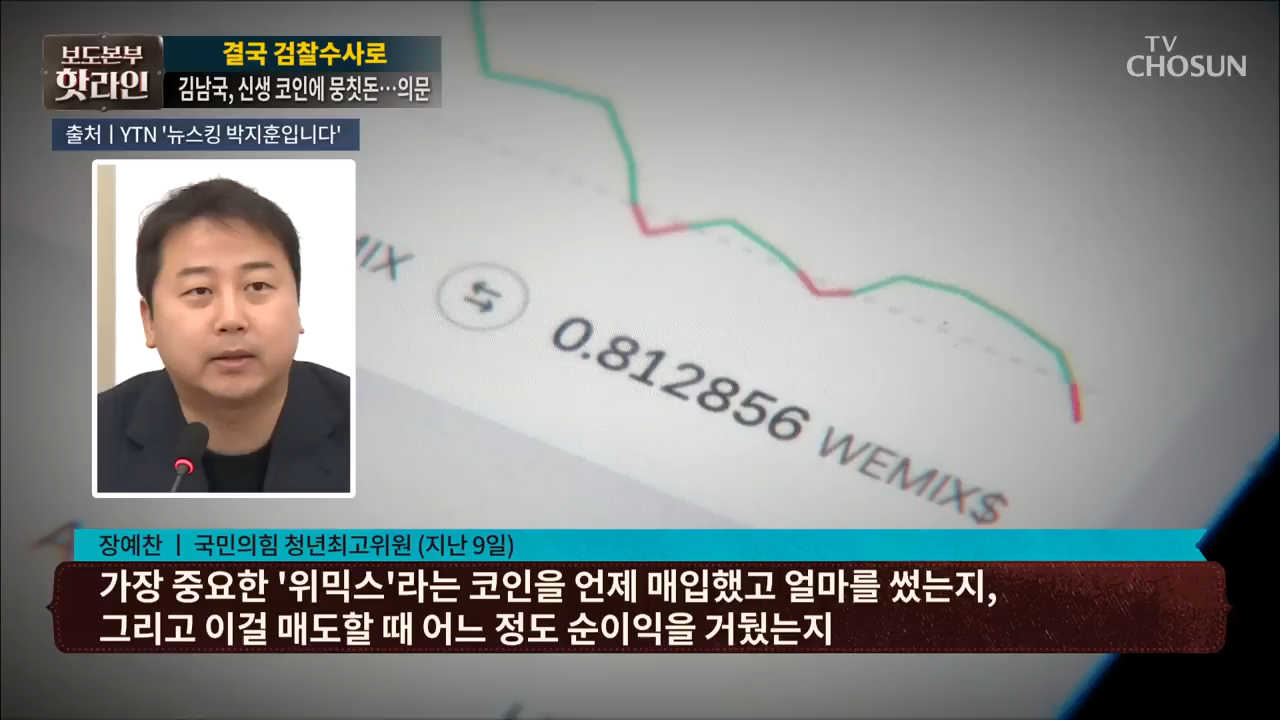 보도본부
핫라인
결국 검찰수사로
김남국, 신생 코인에 뭉칫돈…의문
TV
CHOSUN
출처 | YTN '뉴스킹 박지훈입니다'
MIX
0.812856 WEMIX$
장예찬 | 국민의힘 청년최고위원 (지난 9일)
가장 중요한 '위믹스'라는 코인을 언제 매입했고 얼마를 썼는지,
그리고 이걸 매도할 때 어느 정도 순이익을 거뒀는지